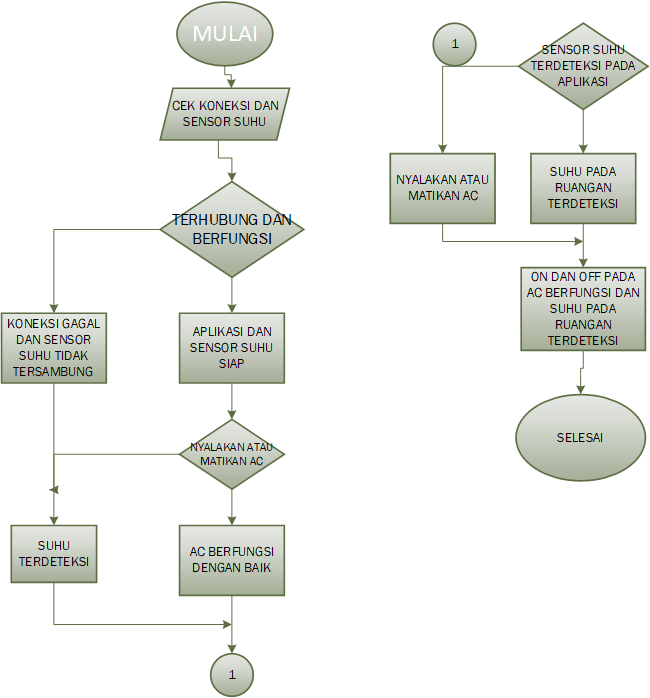 MULAI
CEK KONEKSI DAN
SENSOR SUHU
TERHUBUNG DAN
BERFUNGSI
KONEKSI GAGAL
DAN SENSOR
SUHU TIDAK
TERSAMBUNG
APLIKASI DAN
SENSOR SUHU
SIAP
NYALAKAN ATAU
MATIKAN AC
SUHU
TERDETEKSI
AC BERFUNGSI
DENGAN BAIK
1
1
SENSOR SUHU
TERDETEKSI PADA
APLIKASI
NYALAKAN ATAU
MATIKAN AC
SUHU PADA
RUANGAN
TERDETEKSI
ON DAN OFF PADA
AC BERFUNGSI DAN
SUHU PADA
RUANGAN
TERDETEKSI
SELESAI